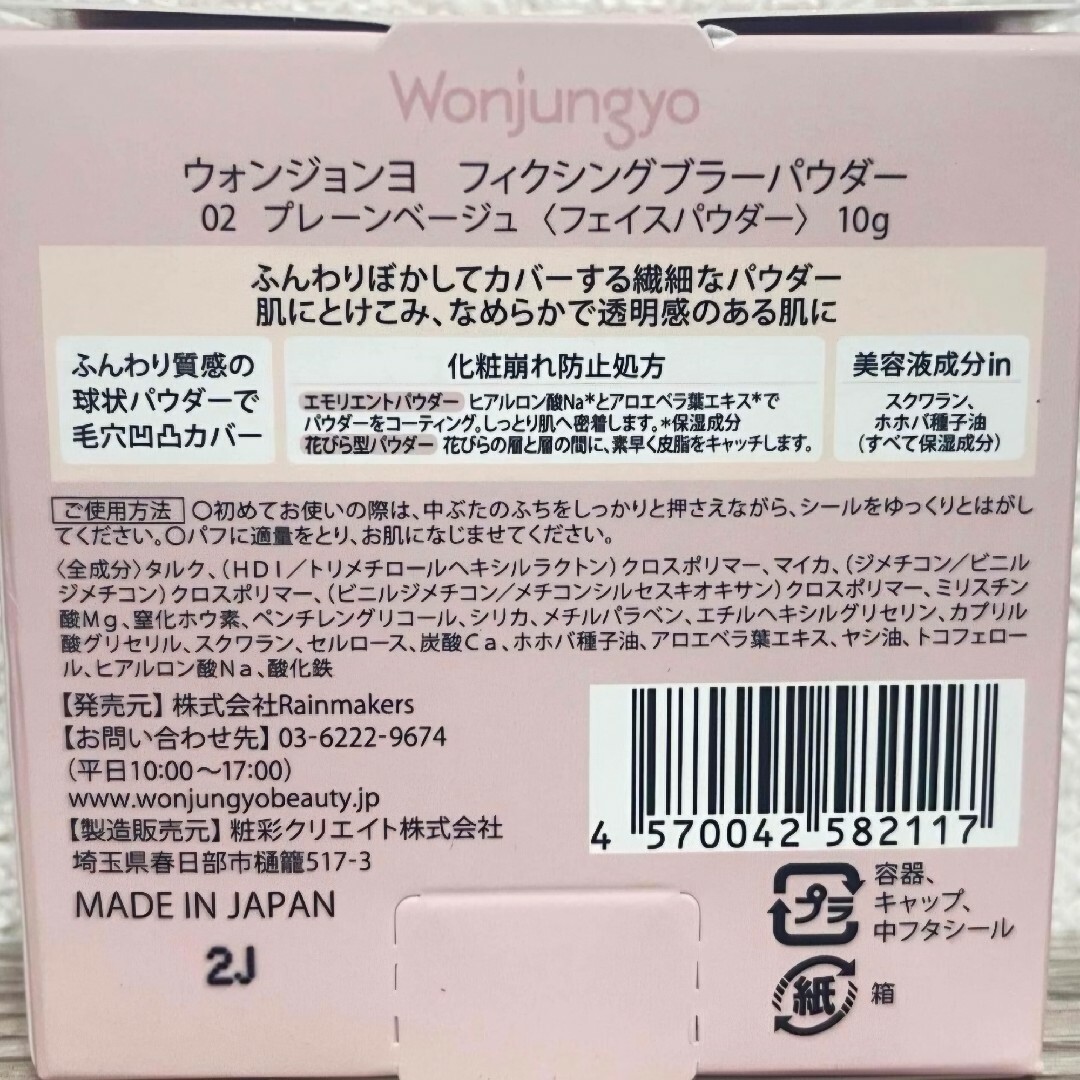 Wonjungyo
ウォンジョンヨ　フィクシングブラーパウダー
02 プレーンベージュ〈フェイスパウダー〉 10g
ふんわりぼかしてカバーする繊細なパウダー
肌にとけこみ、なめらかで透明感のある肌に
ふんわり質感の
球状パウダーで
毛穴凹凸カバー
化粧崩れ防止処方
エモリエントパウダー ヒアルロン酸Na*とアロエベラ葉エキス*で
パウダーをコーティング。しっとり肌へ密着します。*保湿成分
花びら型パウダー 花びらの層と層の間に、素早く皮脂をキャッチします。
美容液成分in
スクワラン、
ホホバ種子油
(すべて保湿成分)
ご使用方法 〇初めてお使いの際は、中ぶたのふちをしっかりと押さえながら、シールをゆっくりとはがし
てください。〇パフに適量をとり、お肌になじませてください。
〈全成分〉タルク、(HDI/トリメチロールヘキシルラクトン)クロスポリマー、マイカ、(ジメチコン/ビニル
ジメチコン)クロスポリマー、(ビニルジメチコン/メチコンシルセスキオキサン)クロスポリマー、ミリスチン
酸Mg、窒化ホウ素、ペンチレングリコール、シリカ、メチルパラベン、エチルヘキシルグリセリン、カプリル
酸グリセリル、スクワラン、セルロース、炭酸Ca、ホホバ種子油、アロエベラ葉エキス、ヤシ油、トコフェロー
ル、ヒアルロン酸Na、酸化鉄
【発売元】株式会社Rainmakers
【お問い合わせ先】03-6222-9674
(平日10:00〜17:00)
www.wonjungyobeauty.jp
【製造販売元】粧彩クリエイト株式会社
埼玉県春日部市樋籠517-3
MADE IN JAPAN
2J
4 570042 582117
プラ
容器、
キャップ、
中フタシール
紙
箱